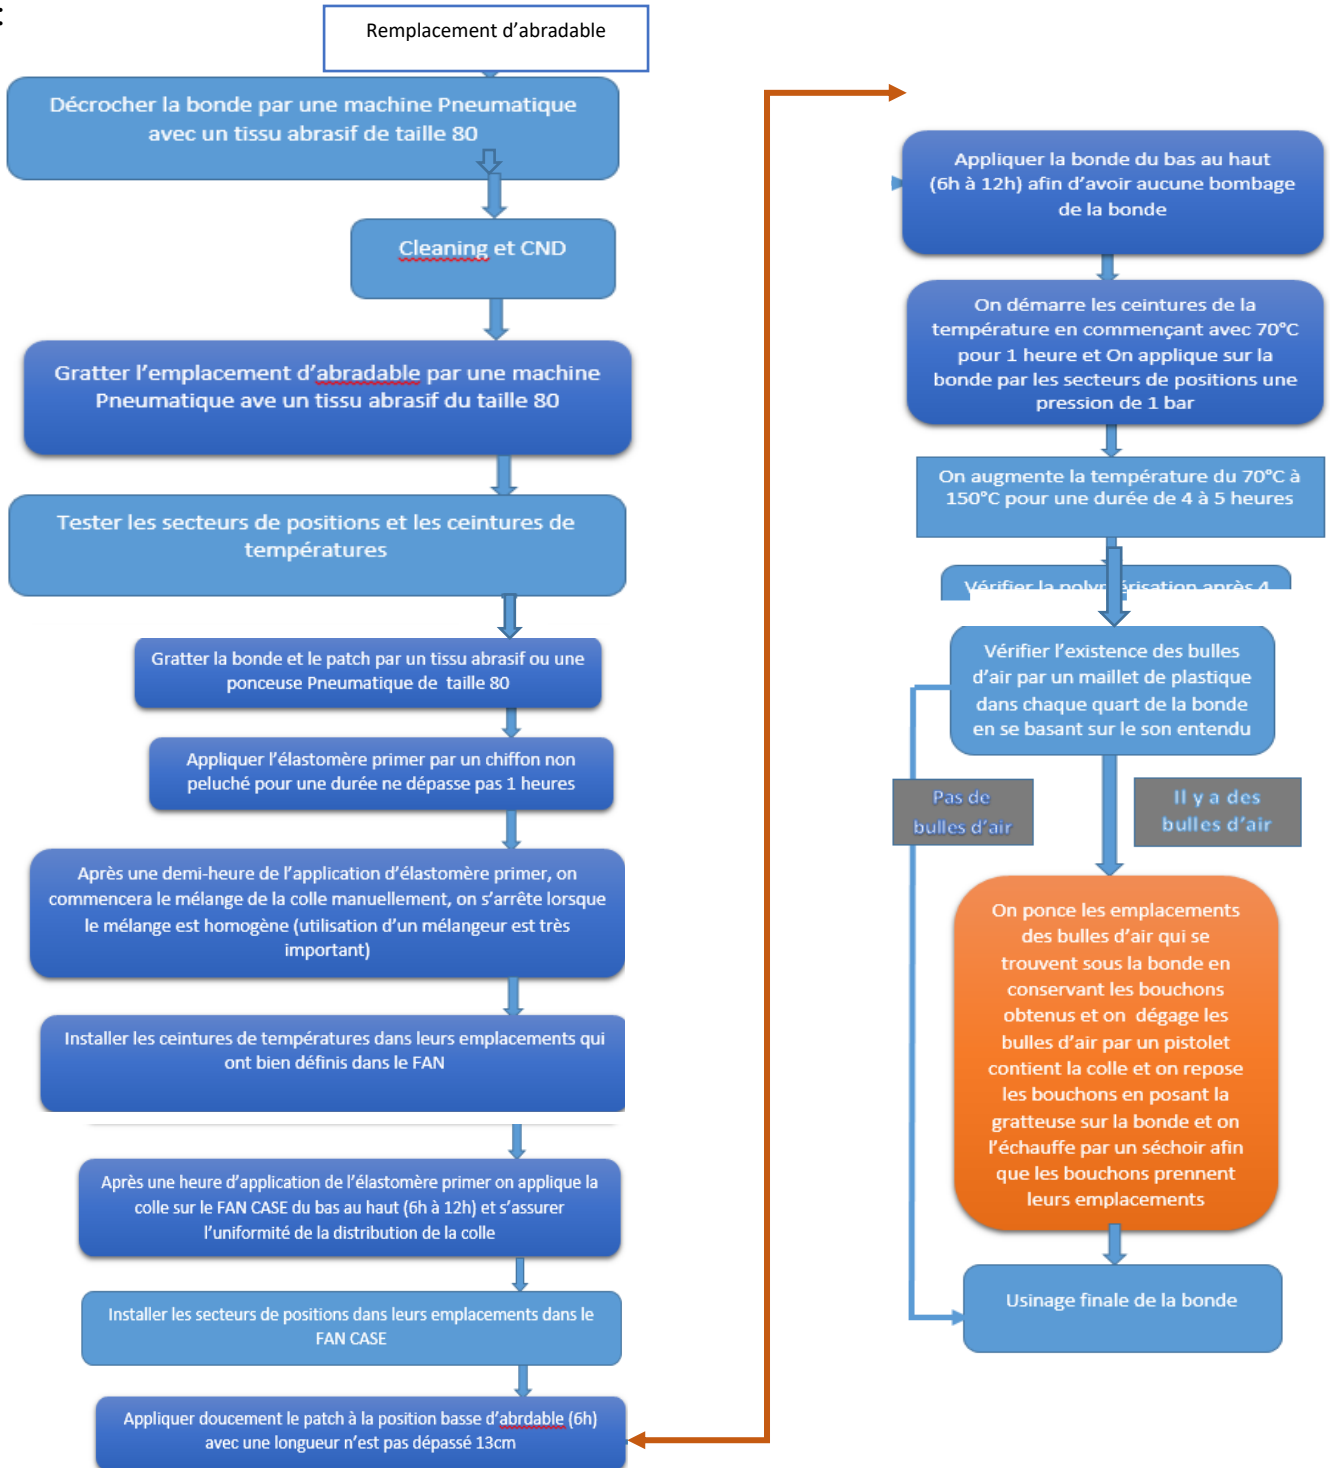 :
Remplacement d’abradable
Décrocher la bonde par une machine Pneumatique
avec un tissu abrasif de taille 80
Cleaning et CND
Gratter l’emplacement d’abradable par une machine
Pneumatique ave un tissu abrasif du taille 80
Tester les secteurs de positions et les ceintures de
températures
Gratter la bonde et le patch par un tissu abrasif ou une
ponceuse Pneumatique de taille 80
Appliquer l’élastomère primer par un chiffon non
peluché pour une durée ne dépasse pas 1 heures
Après une demi-heure de l’application d’élastomère primer, on
commencera le mélange de la colle manuellement, on s’arrête lorsque
le mélange est homogène (utilisation d’un mélangeur est très
important)
Installer les ceintures de températures dans leurs emplacements qui
ont bien définis dans le FAN
Après une heure d’application de l’élastomère primer on applique la
colle sur le FAN CASE du bas au haut (6h à 12h) et s’assurer
l’uniformité de la distribution de la colle
Installer les secteurs de positions dans leurs emplacements dans le
FAN CASE
Appliquer doucement le patch à la position basse d’abrdable (6h)
avec une longueur n’est pas dépassé 13cm
Appliquer la bonde du bas au haut
(6h à 12h) afin d’avoir aucune bombage
de la bonde
On démarre les ceintures de la
température en commençant avec 70°C
pour 1 heure et On applique sur la
bonde par les secteurs de positions une
pression de 1 bar
On augmente la température du 70°C à
150°C pour une durée de 4 à 5 heures
Vérifier la polymérisation après 4
Vérifier l’existence des bulles
d’air par un maillet de plastique
dans chaque quart de la bonde
en se basant sur le son entendu
Pas de
bulles d’air
Il y a des
bulles d’air
On ponce les emplacements
des bulles d’air qui se
trouvent sous la bonde en
conservant les bouchons
obtenus et on dégage les
bulles d’air par un pistolet
contient la colle et on repose
les bouchons en posant la
gratteuse sur la bonde et on
l’échauffe par un séchoir afin
que les bouchons prennent
leurs emplacements
Usinage finale de la bonde